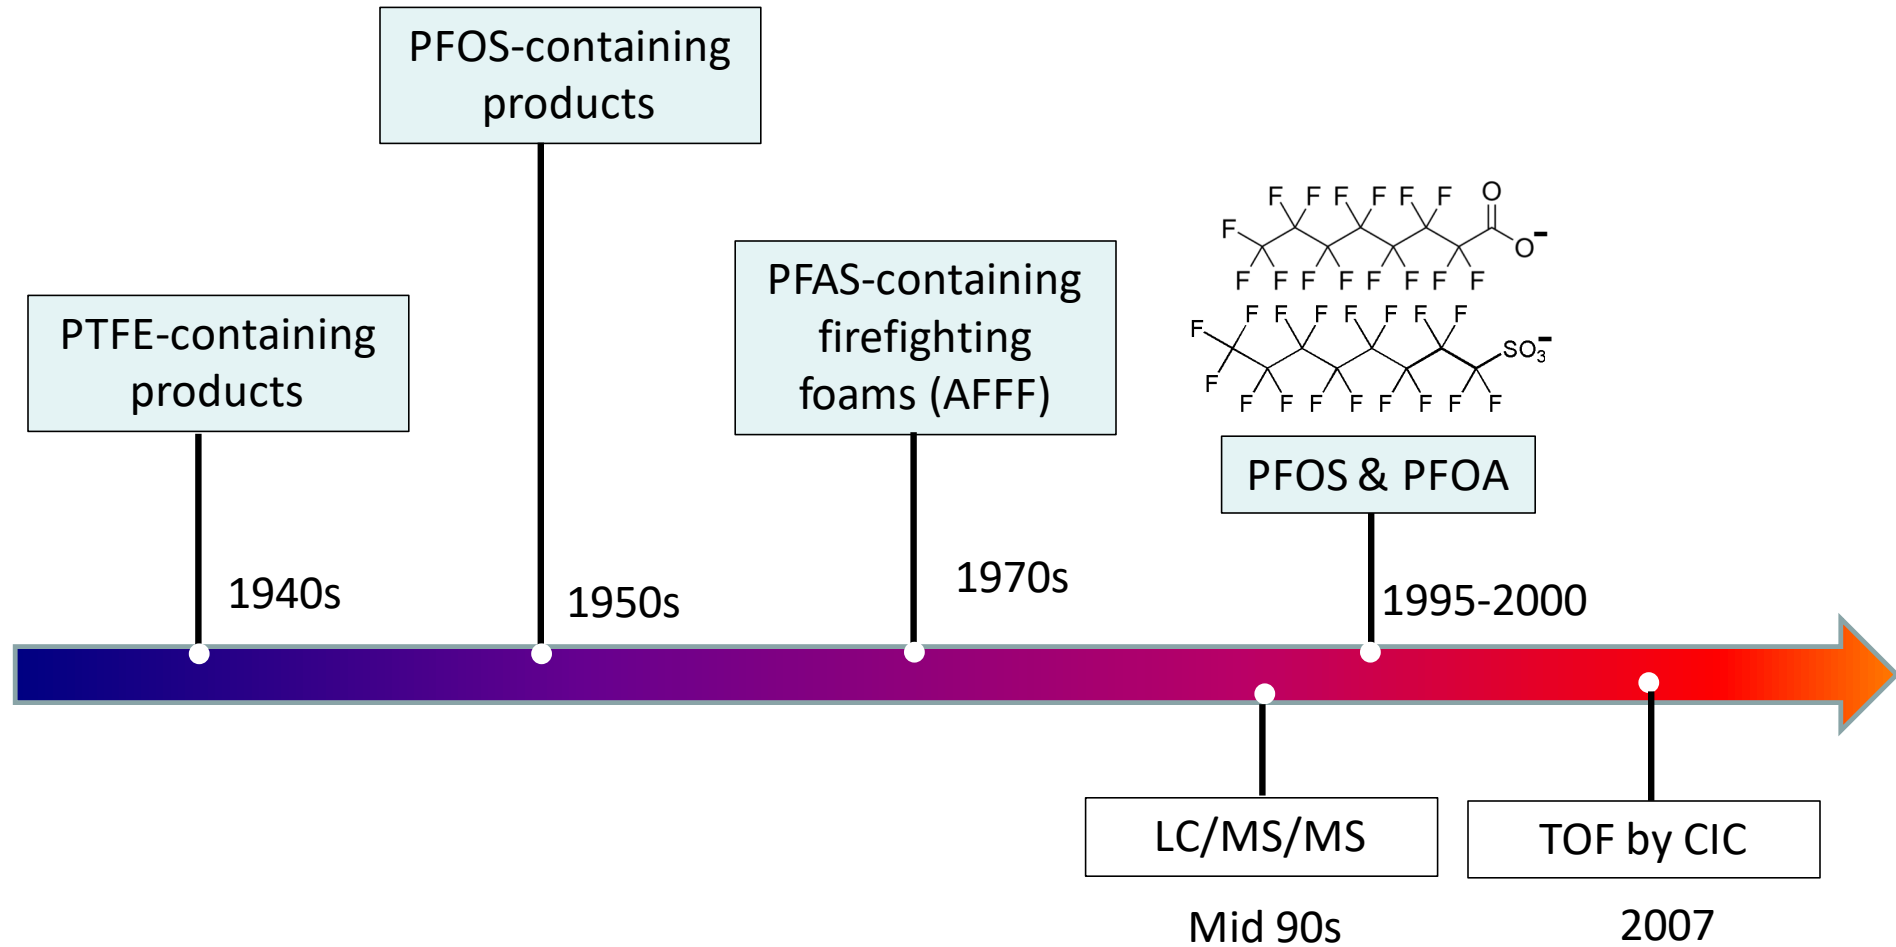 PFOS-containing
products
PTFE-containing
products
PFAS-containing
firefighting
foams (AFFF)
F F F F F F O
F O-
F F F F F F F F
F F F F F F F F
F SO3-
F
F F F F F F F F
PFOS & PFOA
1940s
1950s
1970s
1995-2000
LC/MS/MS
Mid 90s
TOF by CIC
2007